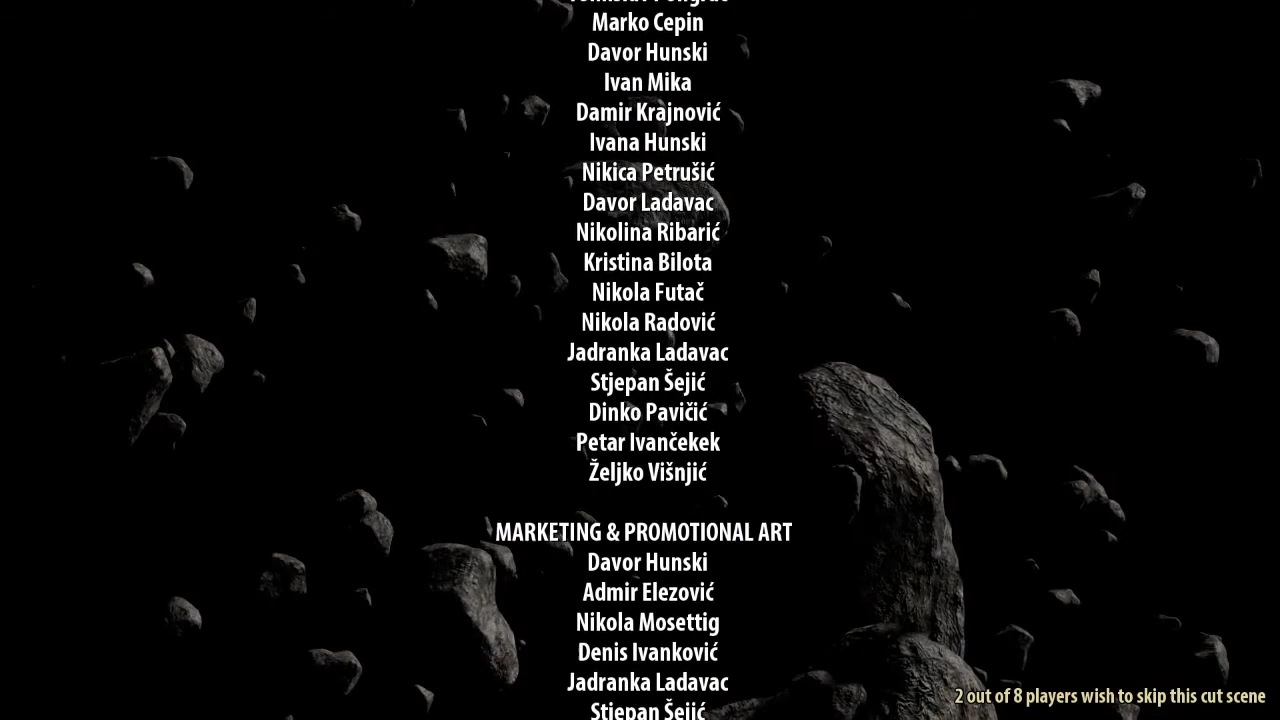 Marko Cepin
Davor Hunski
Ivan Mika
Damir Krajnović
Ivana Hunski
Nikica Petrušić
Davor Ladavac
Nikolina Ribarić
Kristina Bilota
Nikola Futač
Nikola Radović
Jadranka Ladavac
Stjepan Šejić
Dinko Pavičić
Petar Ivančekek
Željko Višnjić
MARKETING & PROMOTIONAL ART
Davor Hunski
Admir Elezović
Nikola Mosettig
Denis Ivanković
Jadranka Ladavac
Stjepan Šejić
2 out of 8 players wish to skip this cut scene